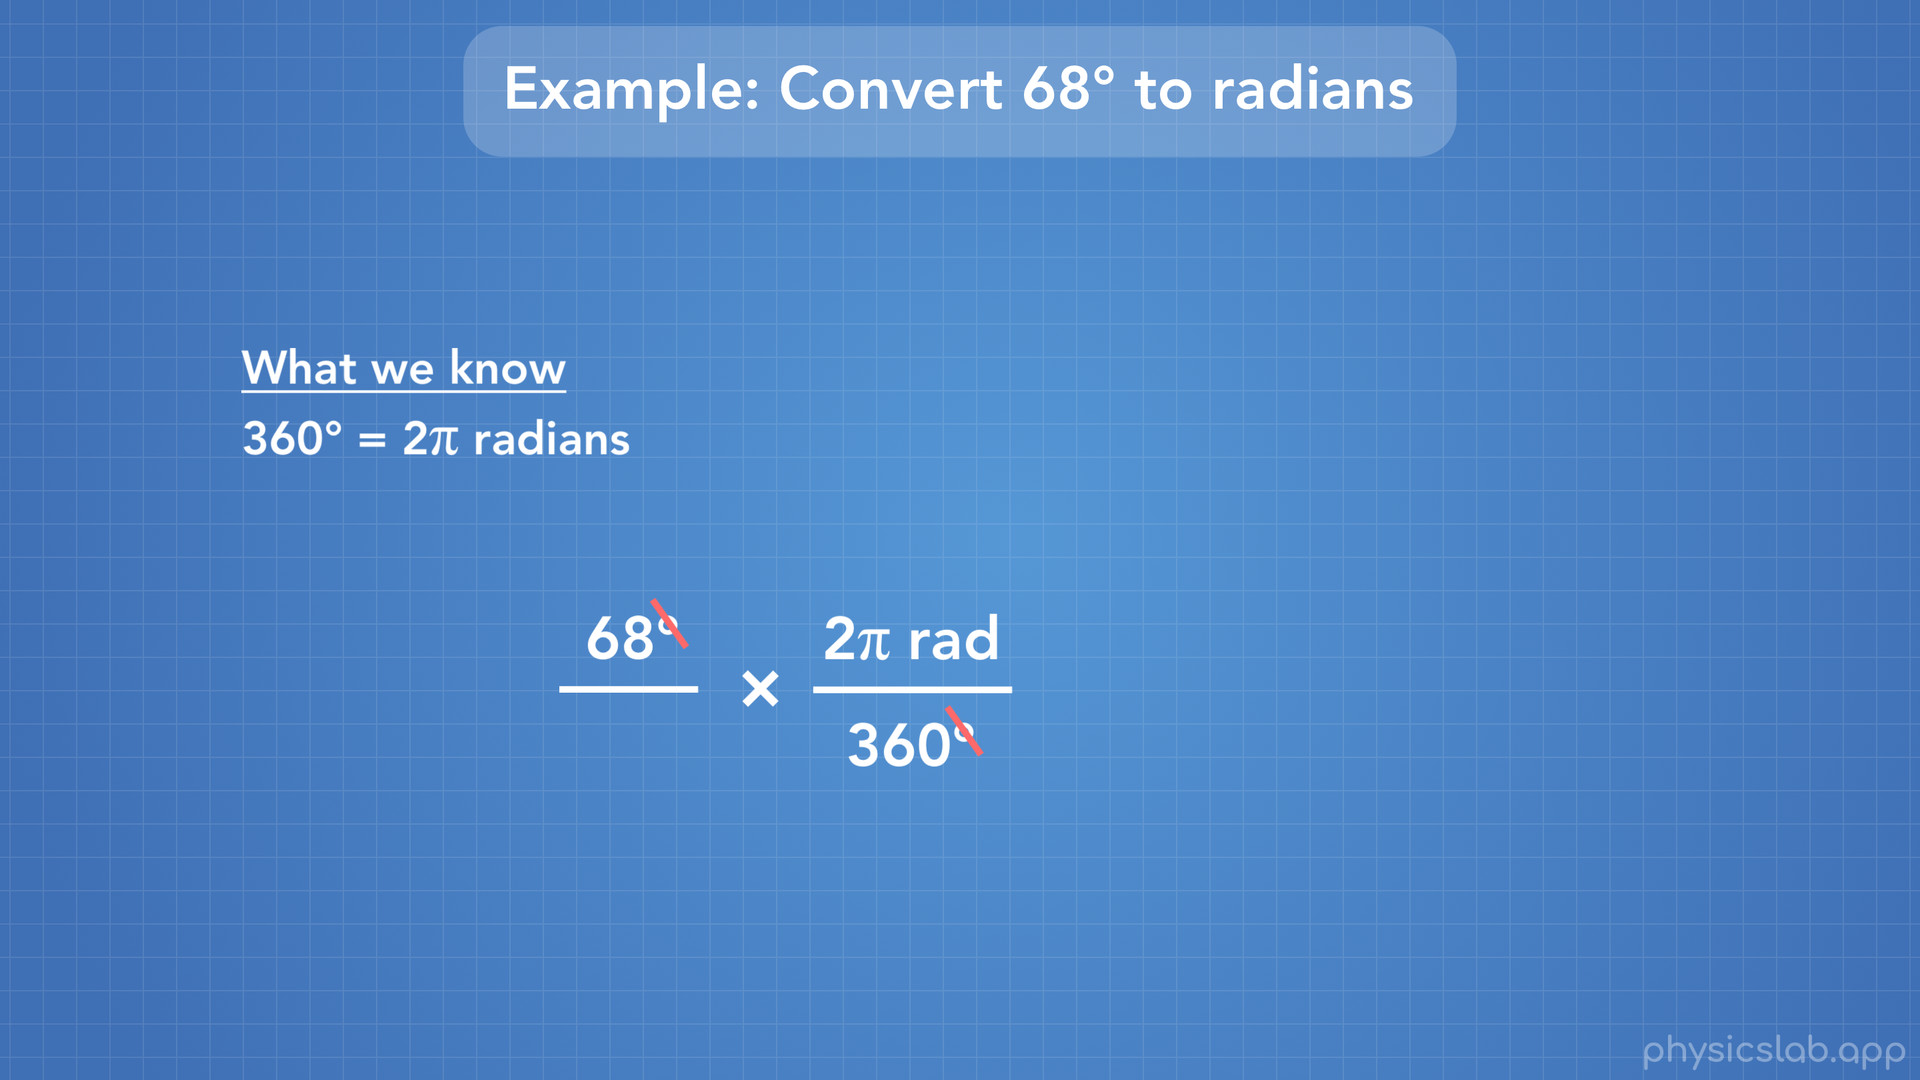 Example: Convert 68° to radians
What we know
360° = 2π radians
68° × 2π rad
360°
physicslab.app